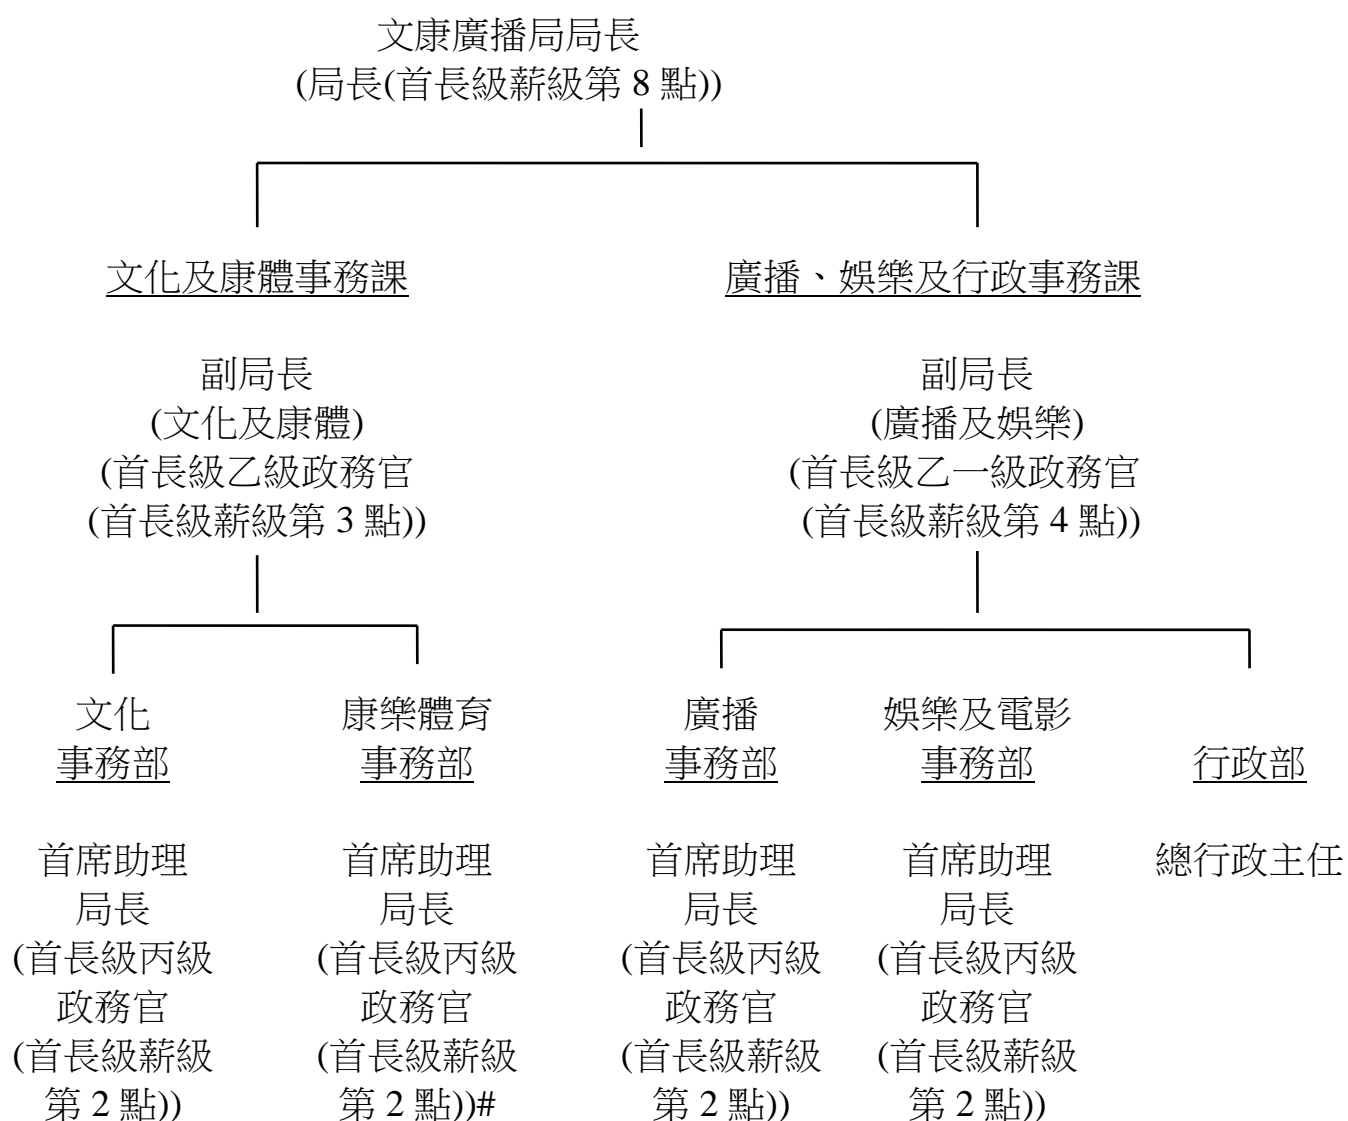 文康廣播局局長
(局長(首長級薪級第 8 點))
文化及康體事務課
廣播、娛樂及行政事務課
副局長
(文化及康體)
(首長級乙級政務官
(首長級薪級第 3 點))
副局長
(廣播及娛樂)
(首長級乙一級政務官
(首長級薪級第 4 點))
文化
事務部
首席助理
局長
(首長級丙級
政務官
(首長級薪級
第 2 點))
康樂體育
事務部
首席助理
局長
(首長級丙級
政務官
(首長級薪級
第 2 點))#
廣播
事務部
首席助理
局長
(首長級丙級
政務官
(首長級薪級
第 2 點))
娛樂及電影
事務部
首席助理
局長
(首長級丙級
政務官
(首長級薪級
第 2 點))
行政部
總行政主任